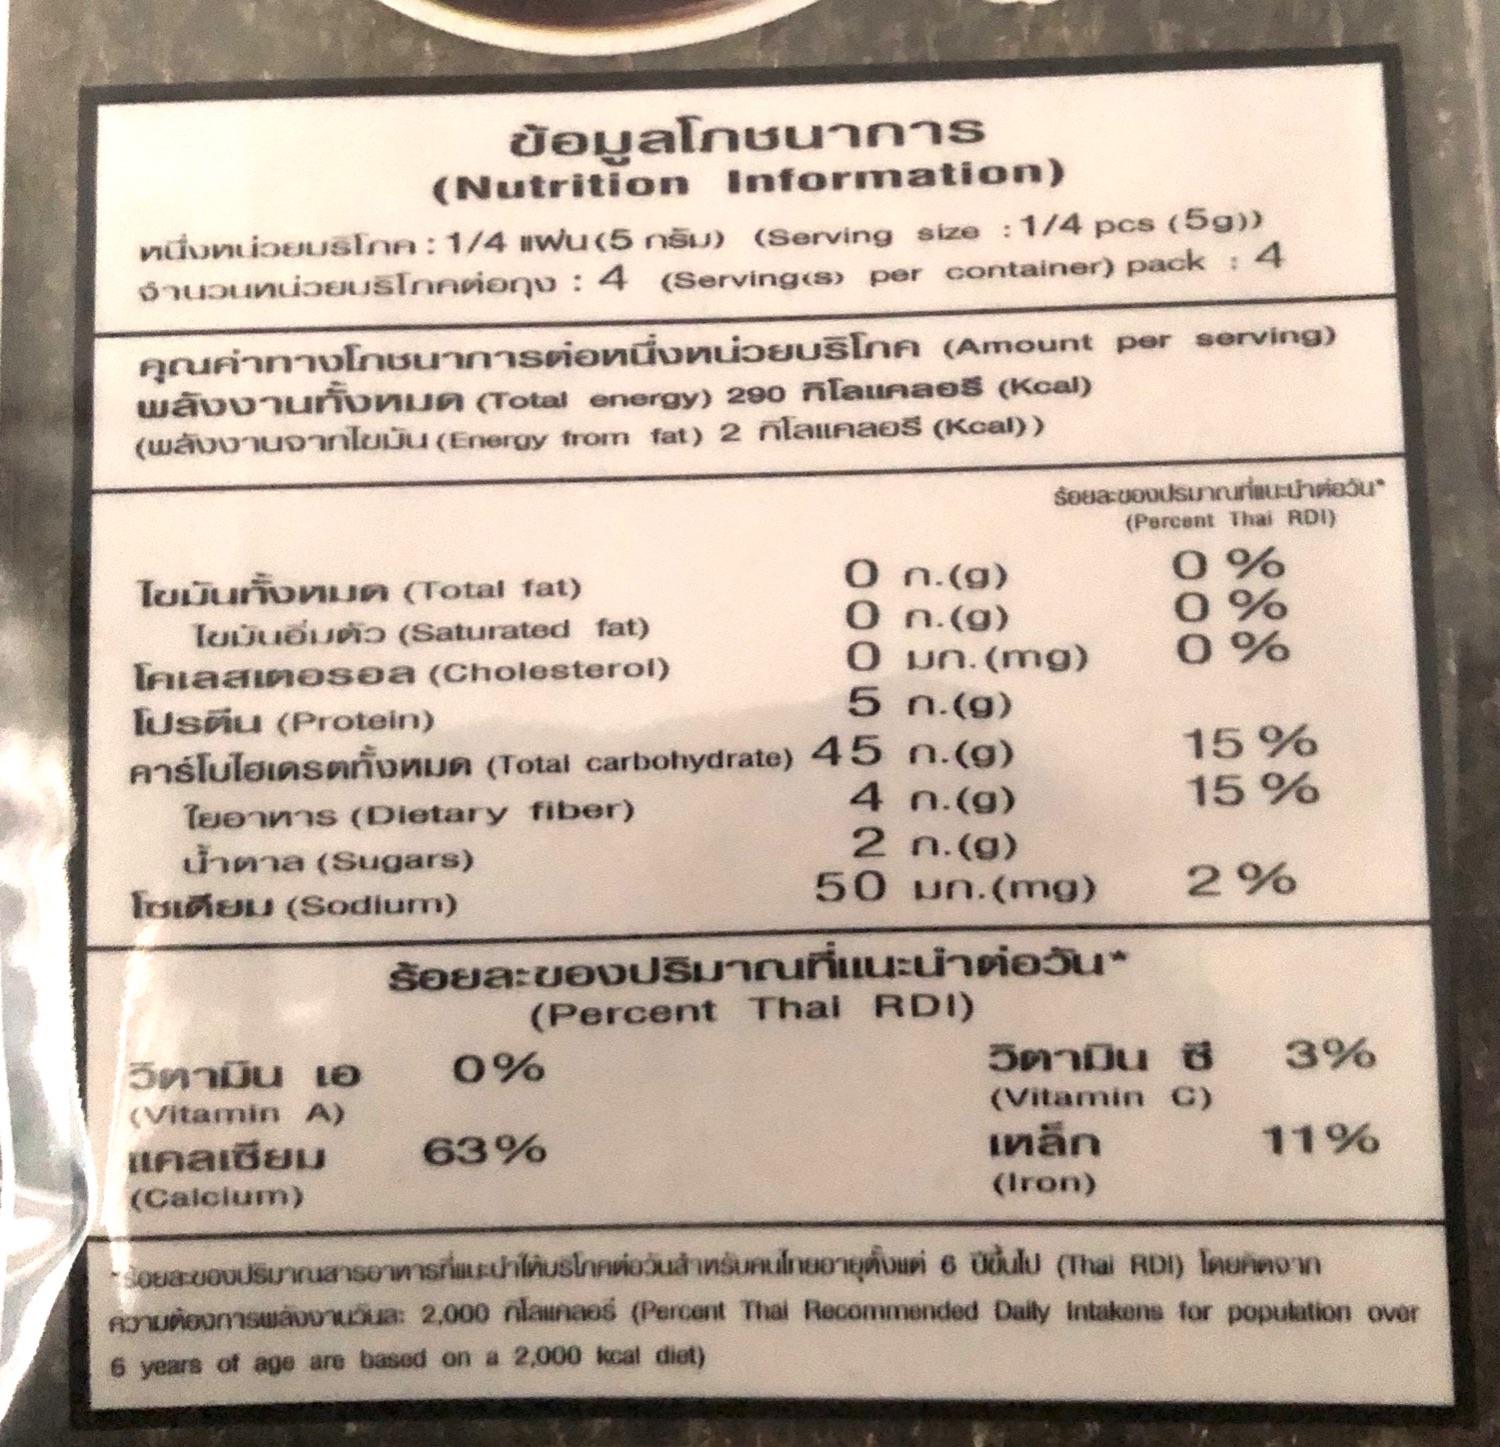 ข้อมูลโภชนาการ
(Nutrition Information)
หนึ่งหน่วยบริโภค : 1/4 แผ่น (5 กรัม) (Serving size : 1/4 pcs (5g))
จำนวนหน่วยบริโภคต่อถุง : 4 (Serving(s) per container) pack : 4
คุณค่าทางโภชนาการต่อหนึ่งหน่วยบริโภค (Amount per serving)
พลังงานทั้งหมด (Total energy) 290 กิโลแคลอรี (Kcal)
(พลังงานจากไขมัน (Energy from fat) 2 กิโลแคลอรี (Kcal))
ร้อยละของปริมาณที่แนะนำต่อวัน*
(Percent Thai RDI)
ไขมันทั้งหมด (Total fat) 0 ก.(g) 0 %
ไขมันอิ่มตัว (Saturated fat) 0 ก.(g) 0 %
โคเลสเตอรอล (Cholesterol) 0 มก.(mg) 0 %
โปรตีน (Protein) 5 ก.(g)
คาร์โบไฮเดรตทั้งหมด (Total carbohydrate) 45 ก.(g) 15 %
ใยอาหาร (Dietary fiber) 4 ก.(g) 15 %
น้ำตาล (Sugars) 2 ก.(g)
โซเดียม (Sodium) 50 มก.(mg) 2 %
ร้อยละของปริมาณที่แนะนำต่อวัน*
(Percent Thai RDI)
วิตามิน เอ 0% วิตามิน ซี 3%
(Vitamin A) (Vitamin C)
แคลเซียม 63% เหล็ก 11%
(Calcium) (Iron)
*ร้อยละของปริมาณสารอาหารที่แนะนำให้บริโภคต่อวันสำหรับคนไทยอายุตั้งแต่ 6 ปีขึ้นไป (Thai RDI) โดยคิดจาก
ความต้องการพลังงานวันละ 2,000 กิโลแคลอรี่ (Percent Thai Recommended Daily Intakens for population over
6 years of age are based on a 2,000 kcal diet)